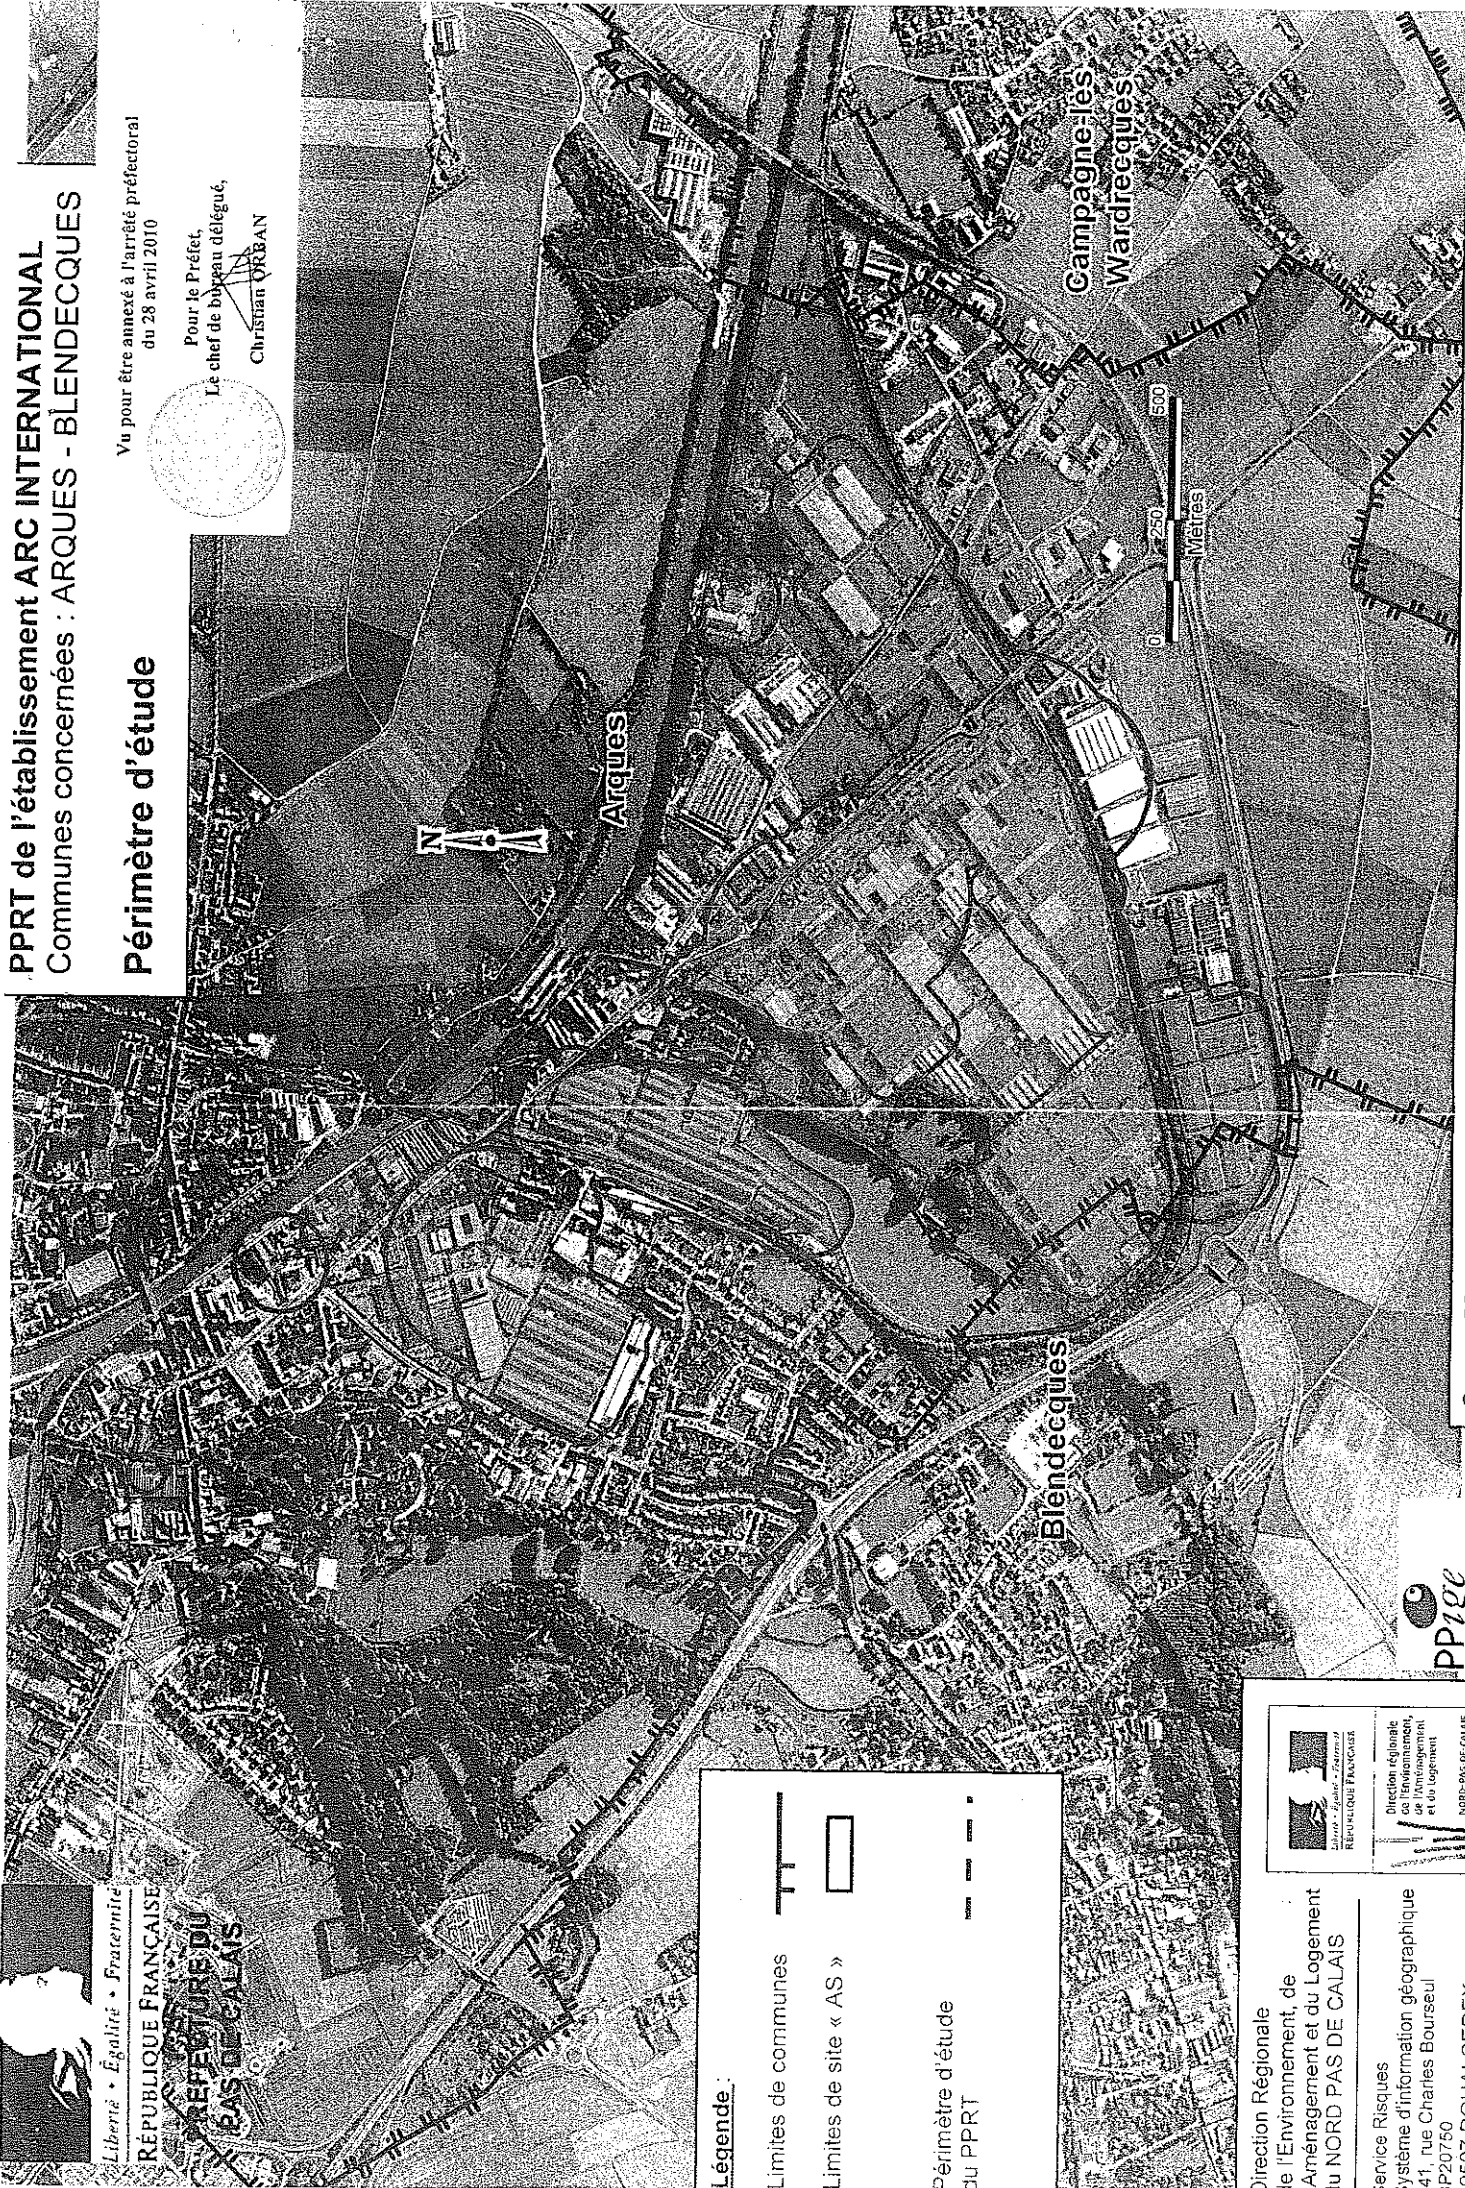 PPRT de l'établissement ARC INTERNATIONAL
Communes concernées : ARQUES - BLENDECQUES
Périmètre d'étude
Vu pour être annexé à l'arrêté préfectoral
du 28 avril 2010
Pour le Préfet,
Le chef de bureau délégué,
Christian ORBAN
Liberté • Égalité • Fraternité
RÉPUBLIQUE FRANÇAISE
PREFECTURE DU
PAS DE CALAIS
N
Arques
Campagne-lès
Wardrecques
Blendecques
0 250 500
Mètres
Légende :
Limites de communes
Limites de site « AS »
Périmètre d'étude
du PPRT
Direction Régionale
de l'Environnement, de
Aménagement et du Logement
du NORD PAS DE CALAIS
Service Risques
Système d'information géographique
41, rue Charles Bourseul
BP20750
Liberté • Égalité • Fraternité
RÉPUBLIQUE FRANÇAISE
Direction régionale
de l'Environnement,
de l'Aménagement
et du Logement
NORD-PAS-DE-CALAIS
PPige